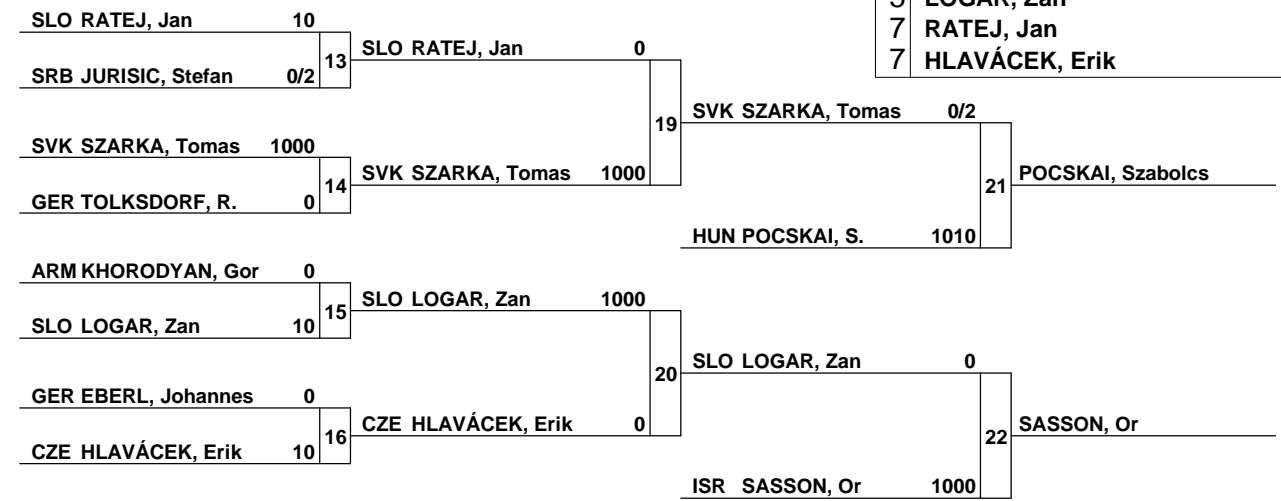 5 LOGAR, Zan
SLO RATEJ, Jan 10
7 RATEJ, Jan
13 SLO RATEJ, Jan 0
7 HLAVÁCEK, Erik
SRB JURISIC, Stefan 0/2
19 SVK SZARKA, Tomas 0/2
SVK SZARKA, Tomas 1000
14 SVK SZARKA, Tomas 1000
21 POCSKAI, Szabolcs
GER TOLKSDORF, R. 0
HUN POCSKAI, S. 1010
ARM KHORODYAN, Gor 0
15 SLO LOGAR, Zan 1000
SLO LOGAR, Zan 10
20 SLO LOGAR, Zan 0
GER EBERL, Johannes 0
16 CZE HLAVÁCEK, Erik 0
22 SASSON, Or
CZE HLAVÁCEK, Erik 10
ISR SASSON, Or 1000